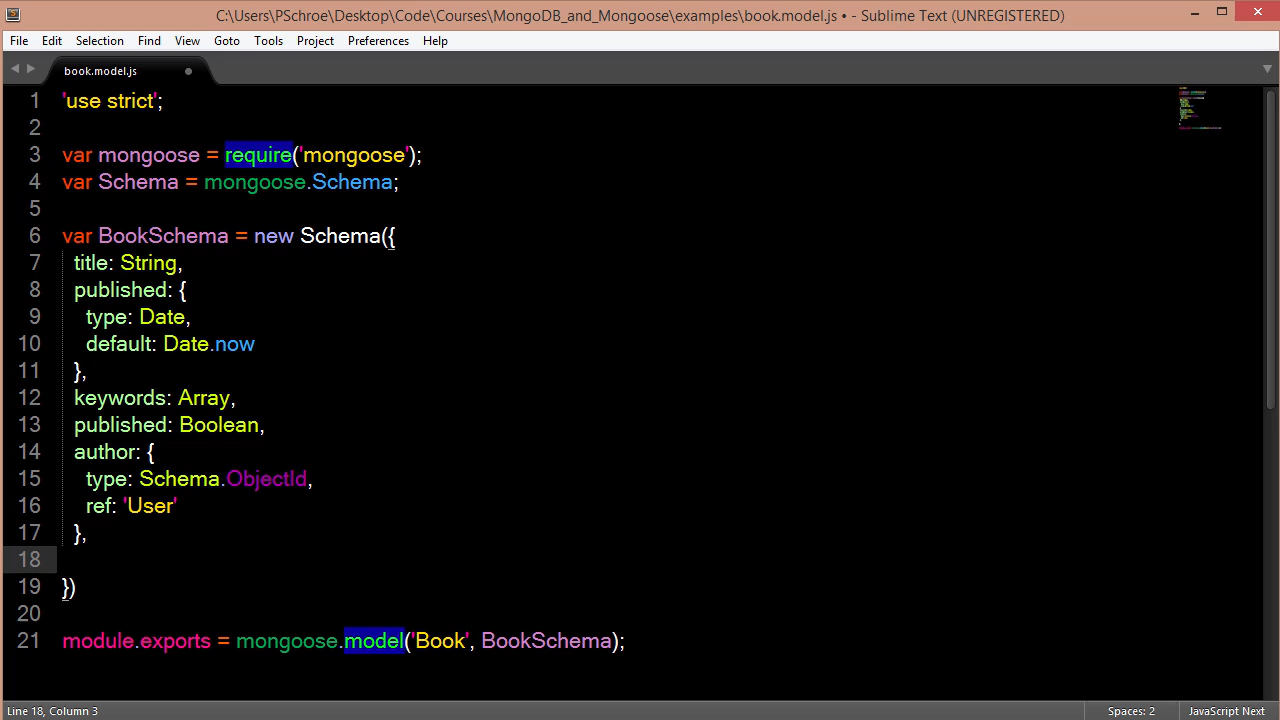 C:\Users\PSchroe\Desktop\Code\Courses\MongoDB_and_Mongoose\examples\book.model.js • - Sublime Text (UNREGISTERED)
File Edit Selection Find View Goto Tools Project Preferences Help
book.model.js
1 'use strict';
2
3 var mongoose = require('mongoose');
4 var Schema = mongoose.Schema;
5
6 var BookSchema = new Schema({
7   title: String,
8   published: {
9     type: Date,
10     default: Date.now
11   },
12   keywords: Array,
13   published: Boolean,
14   author: {
15     type: Schema.ObjectId,
16     ref: 'User'
17   },
18
19 })
20
21 module.exports = mongoose.model('Book', BookSchema);
Line 18, Column 3 Spaces: 2 JavaScript Next